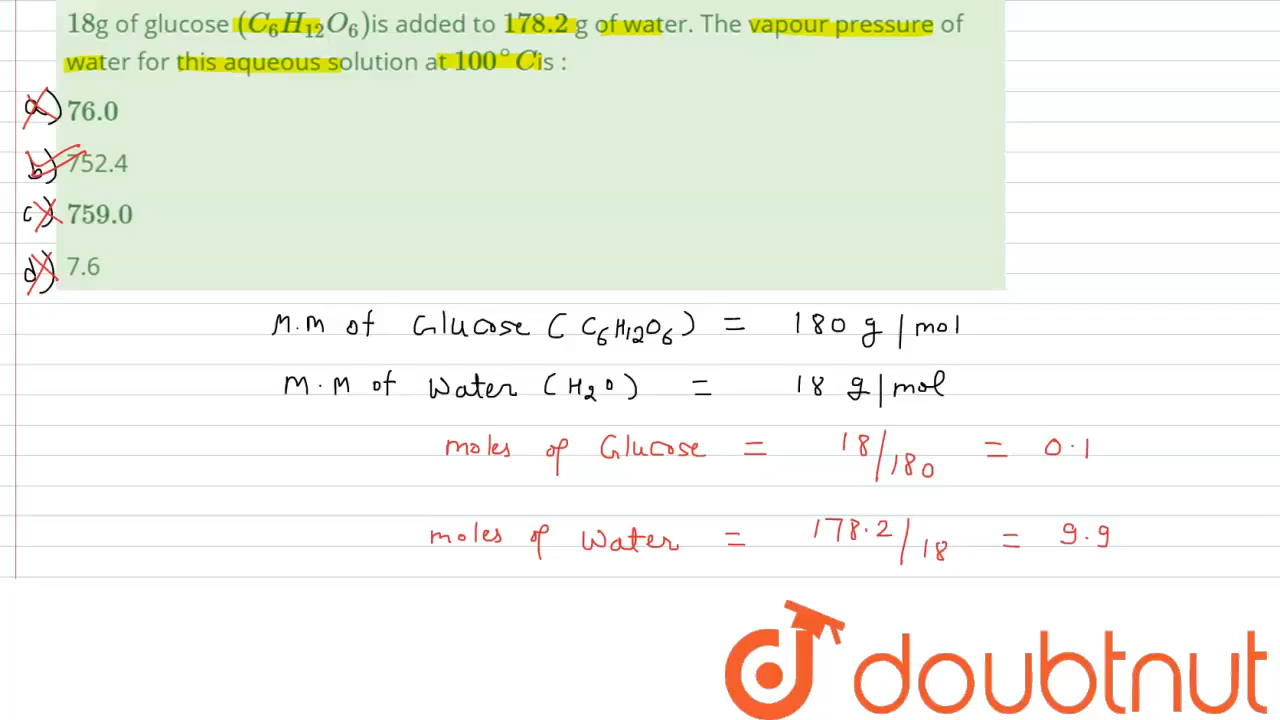 18g of glucose (C₆H₁₂O₆)is added to 178.2 g of water. The vapour pressure of
water for this aqueous solution at 100°C is :
a) 76.0
b) 752.4
c) 759.0
d) 7.6
M.M of Glucose (C₆H₁₂O₆) = 180 g/mol
M.M of Water (H₂O) = 18 g/mol
moles of Glucose = 18/180 = 0.1
moles of Water = 178.2/18 = 9.9
doubtnut